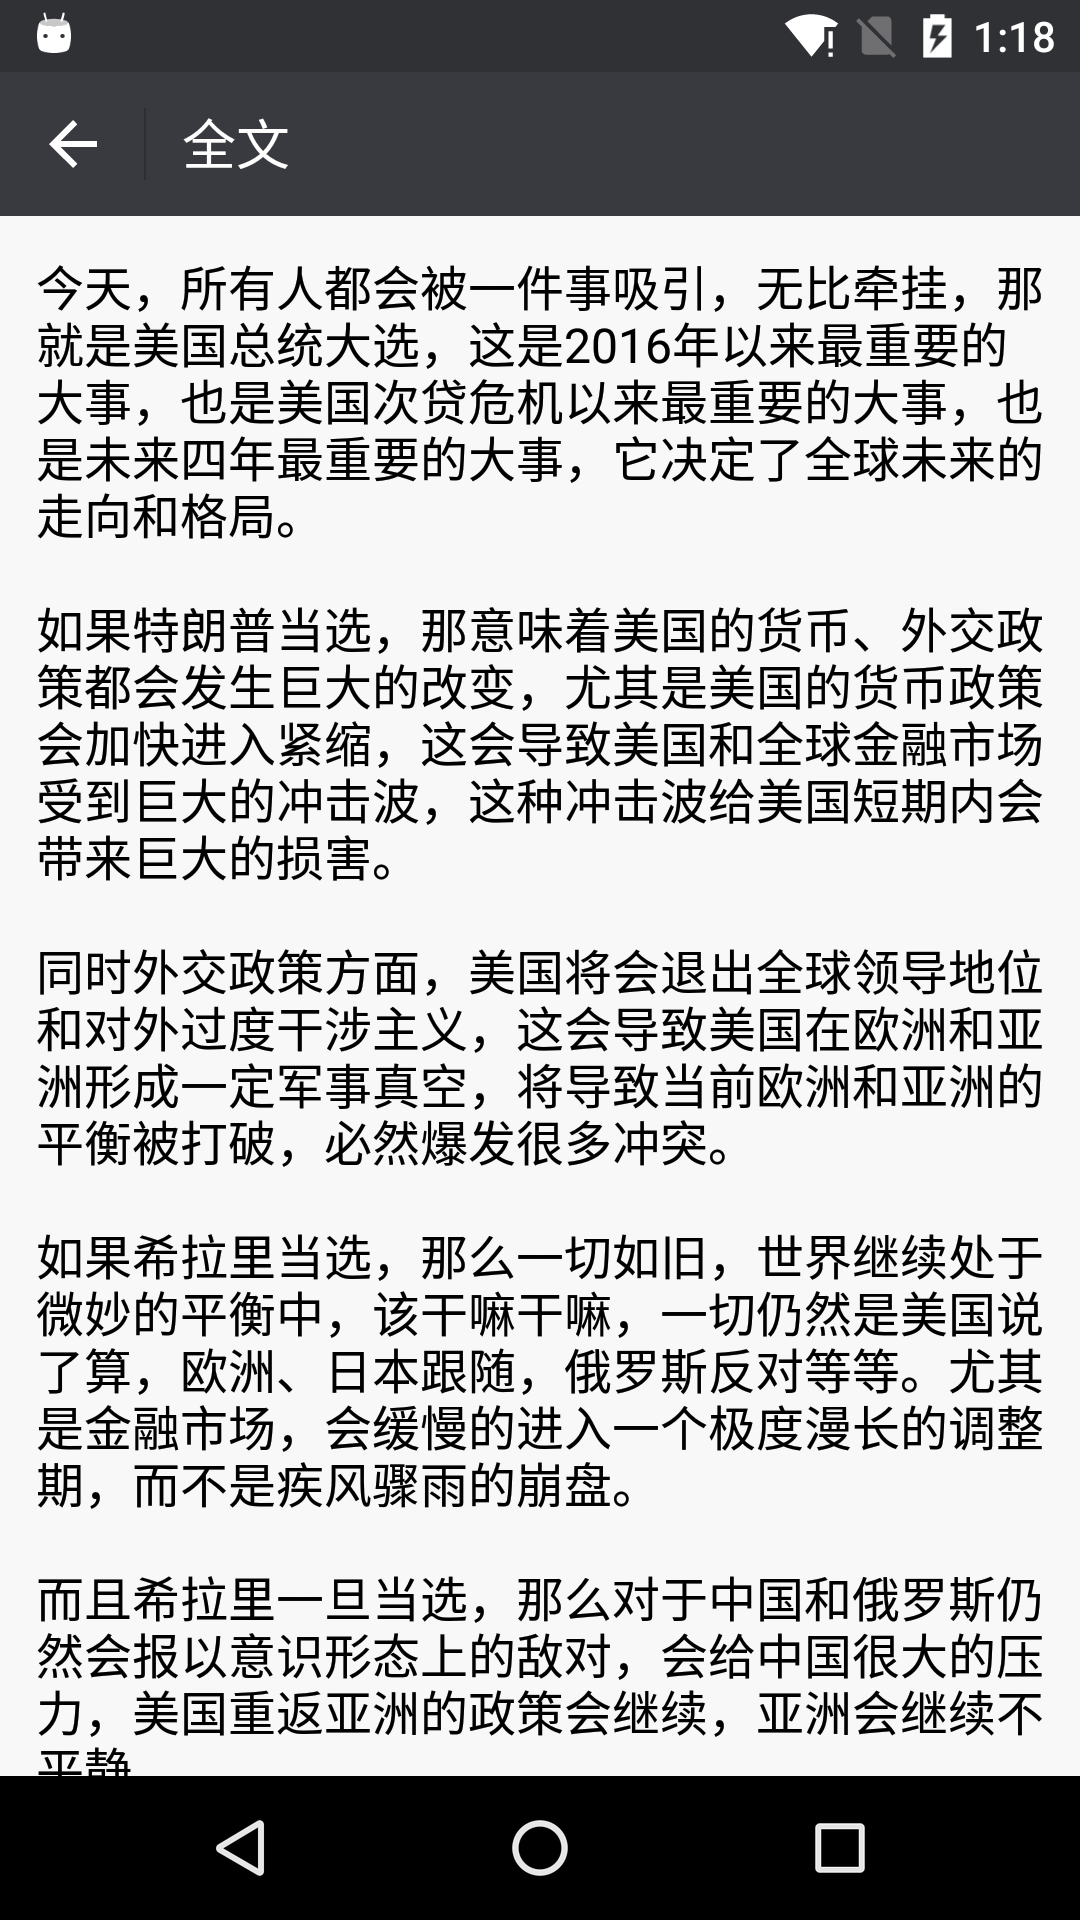 1:18
全文
今天，所有人都会被一件事吸引，无比牵挂，那
就是美国总统大选，这是2016年以来最重要的
大事，也是美国次贷危机以来最重要的大事，也
是未来四年最重要的大事，它决定了全球未来的
走向和格局。
如果特朗普当选，那意味着美国的货币、外交政
策都会发生巨大的改变，尤其是美国的货币政策
会加快进入紧缩，这会导致美国和全球金融市场
受到巨大的冲击波，这种冲击波给美国短期内会
带来巨大的损害。
同时外交政策方面，美国将会退出全球领导地位
和对外过度干涉主义，这会导致美国在欧洲和亚
洲形成一定军事真空，将导致当前欧洲和亚洲的
平衡被打破，必然爆发很多冲突。
如果希拉里当选，那么一切如旧，世界继续处于
微妙的平衡中，该干嘛干嘛，一切仍然是美国说
了算，欧洲、日本跟随，俄罗斯反对等等。尤其
是金融市场，会缓慢的进入一个极度漫长的调整
期，而不是疾风骤雨的崩盘。
而且希拉里一旦当选，那么对于中国和俄罗斯仍
然会报以意识形态上的敌对，会给中国很大的压
力，美国重返亚洲的政策会继续，亚洲会继续不
平静